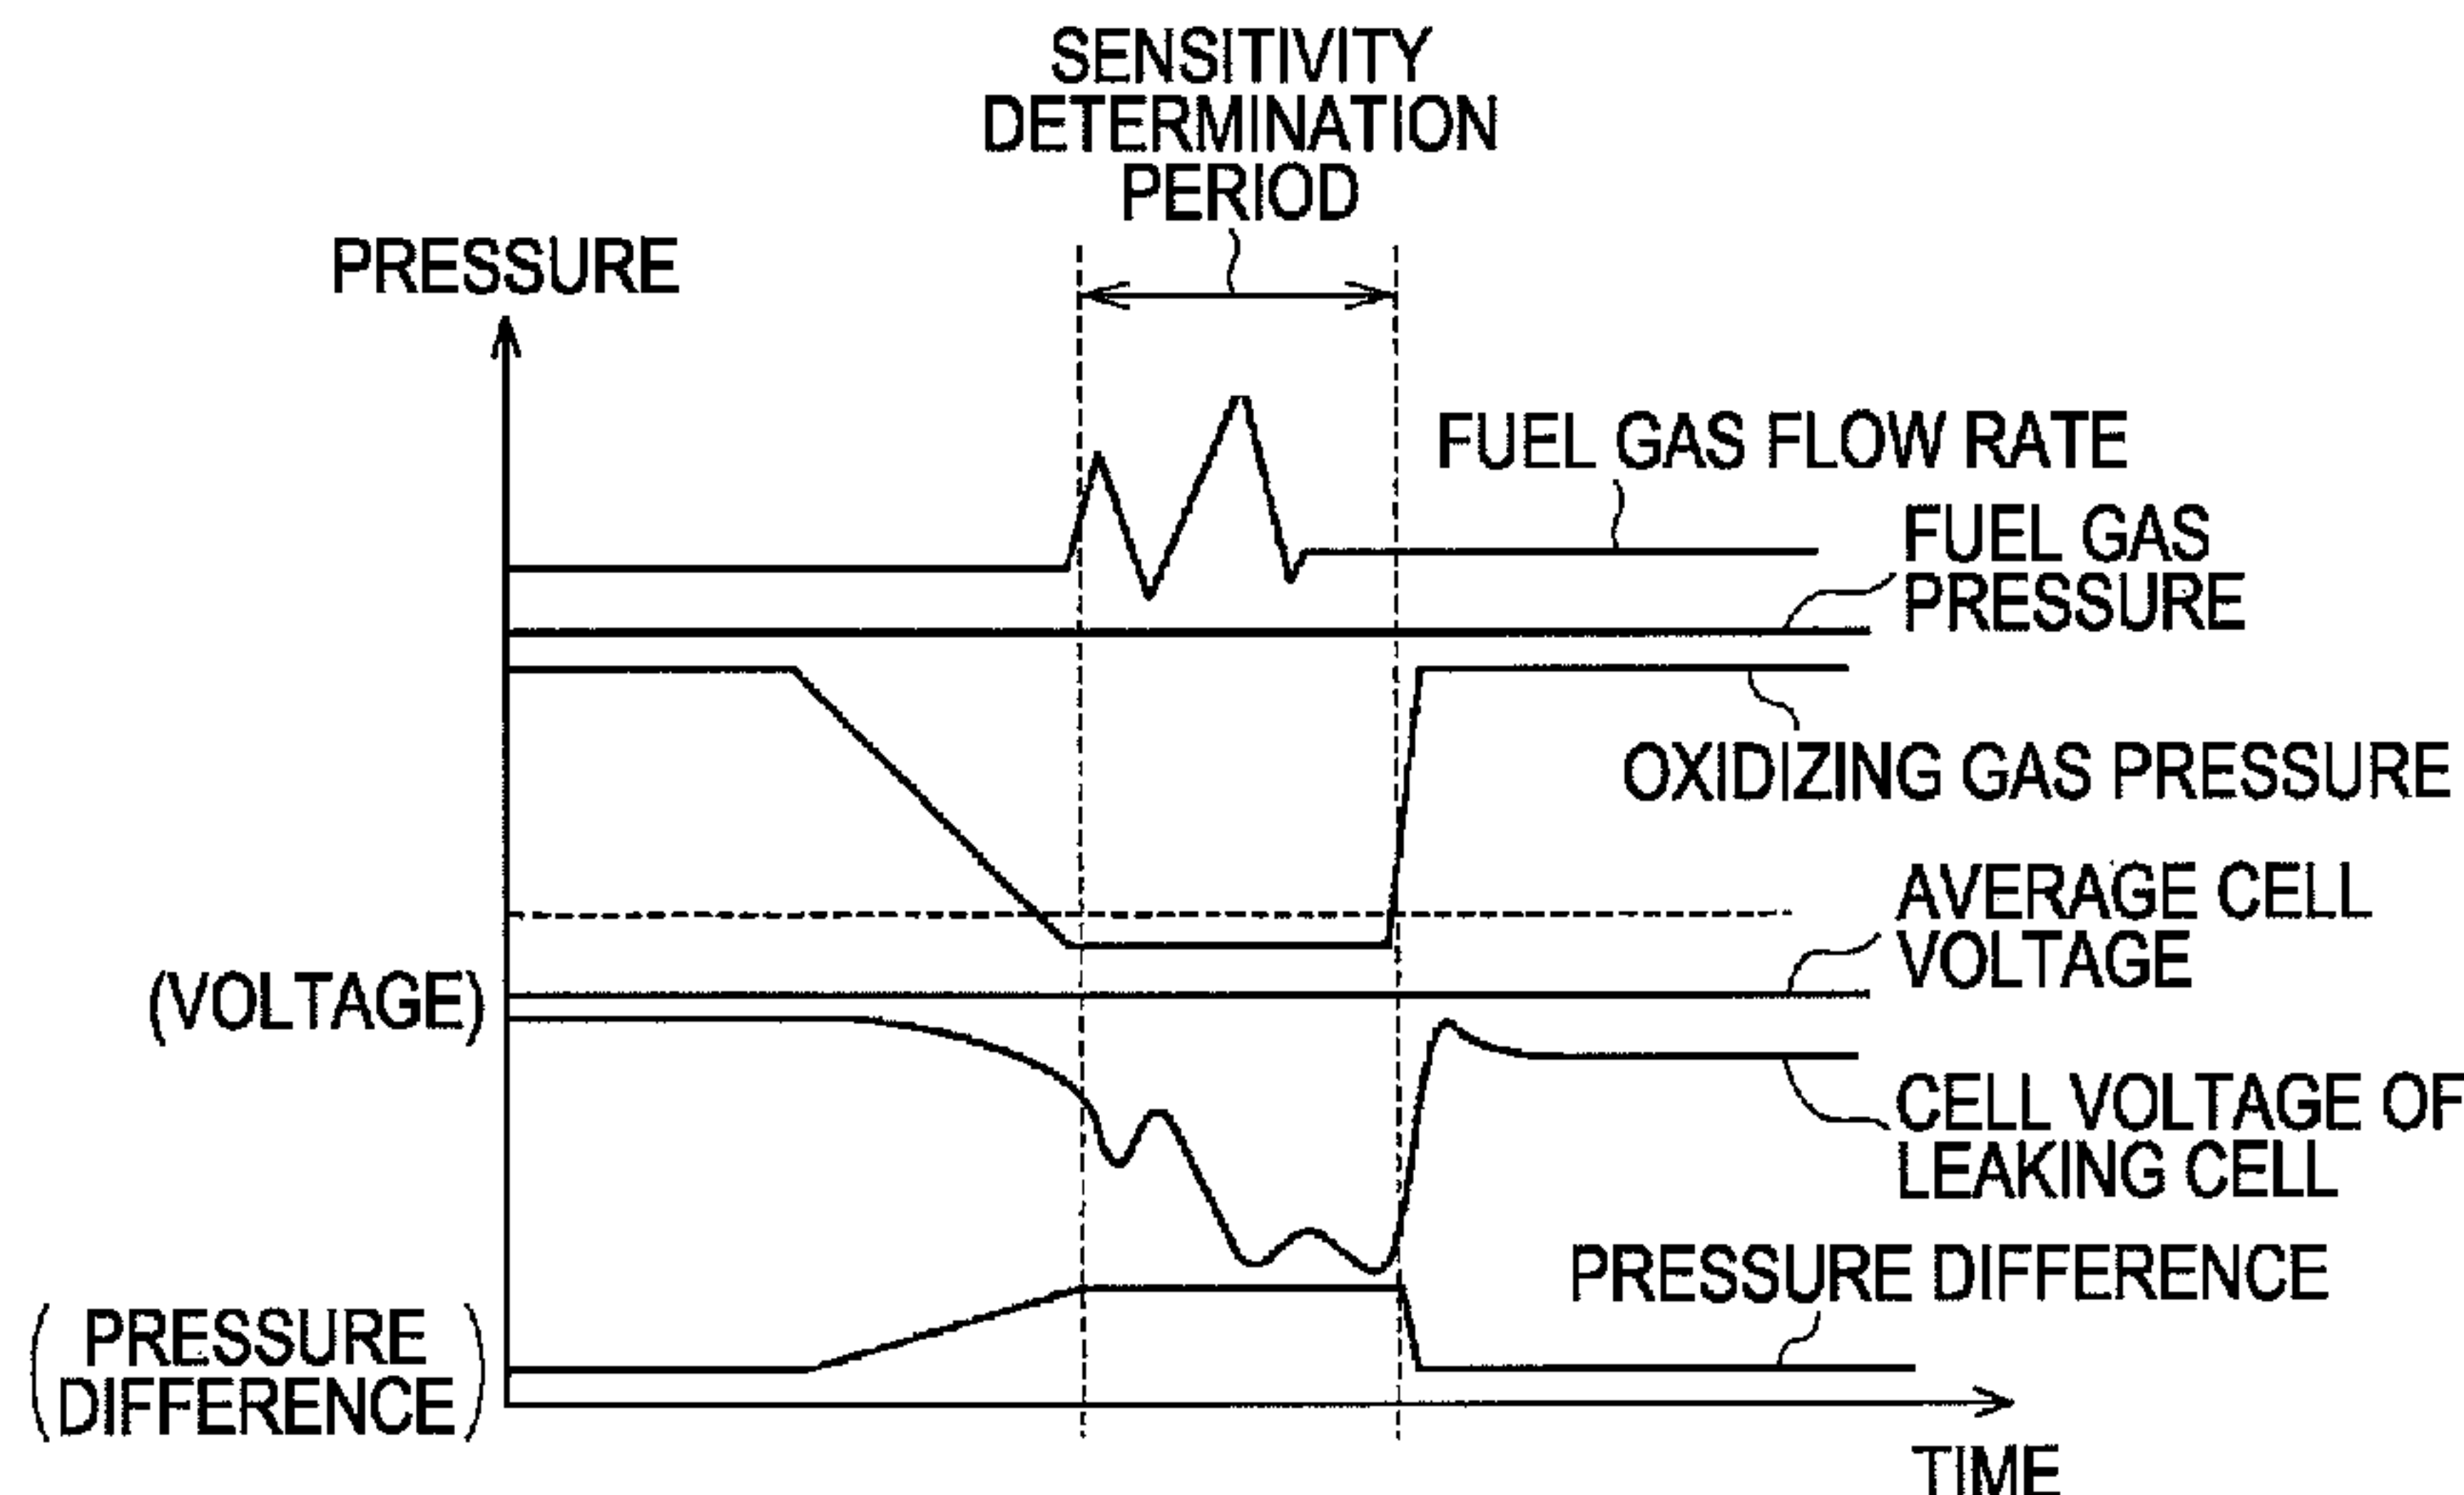 SENSITIVITY
DETERMINATION
PERIOD
PRESSURE
FUEL GAS FLOW RATE
FUEL GAS
PRESSURE
OXIDIZING GAS PRESSURE
AVERAGE CELL
VOLTAGE
(VOLTAGE)
CELL VOLTAGE OF
LEAKING CELL
PRESSURE DIFFERENCE
(PRESSURE
DIFFERENCE)
TIME